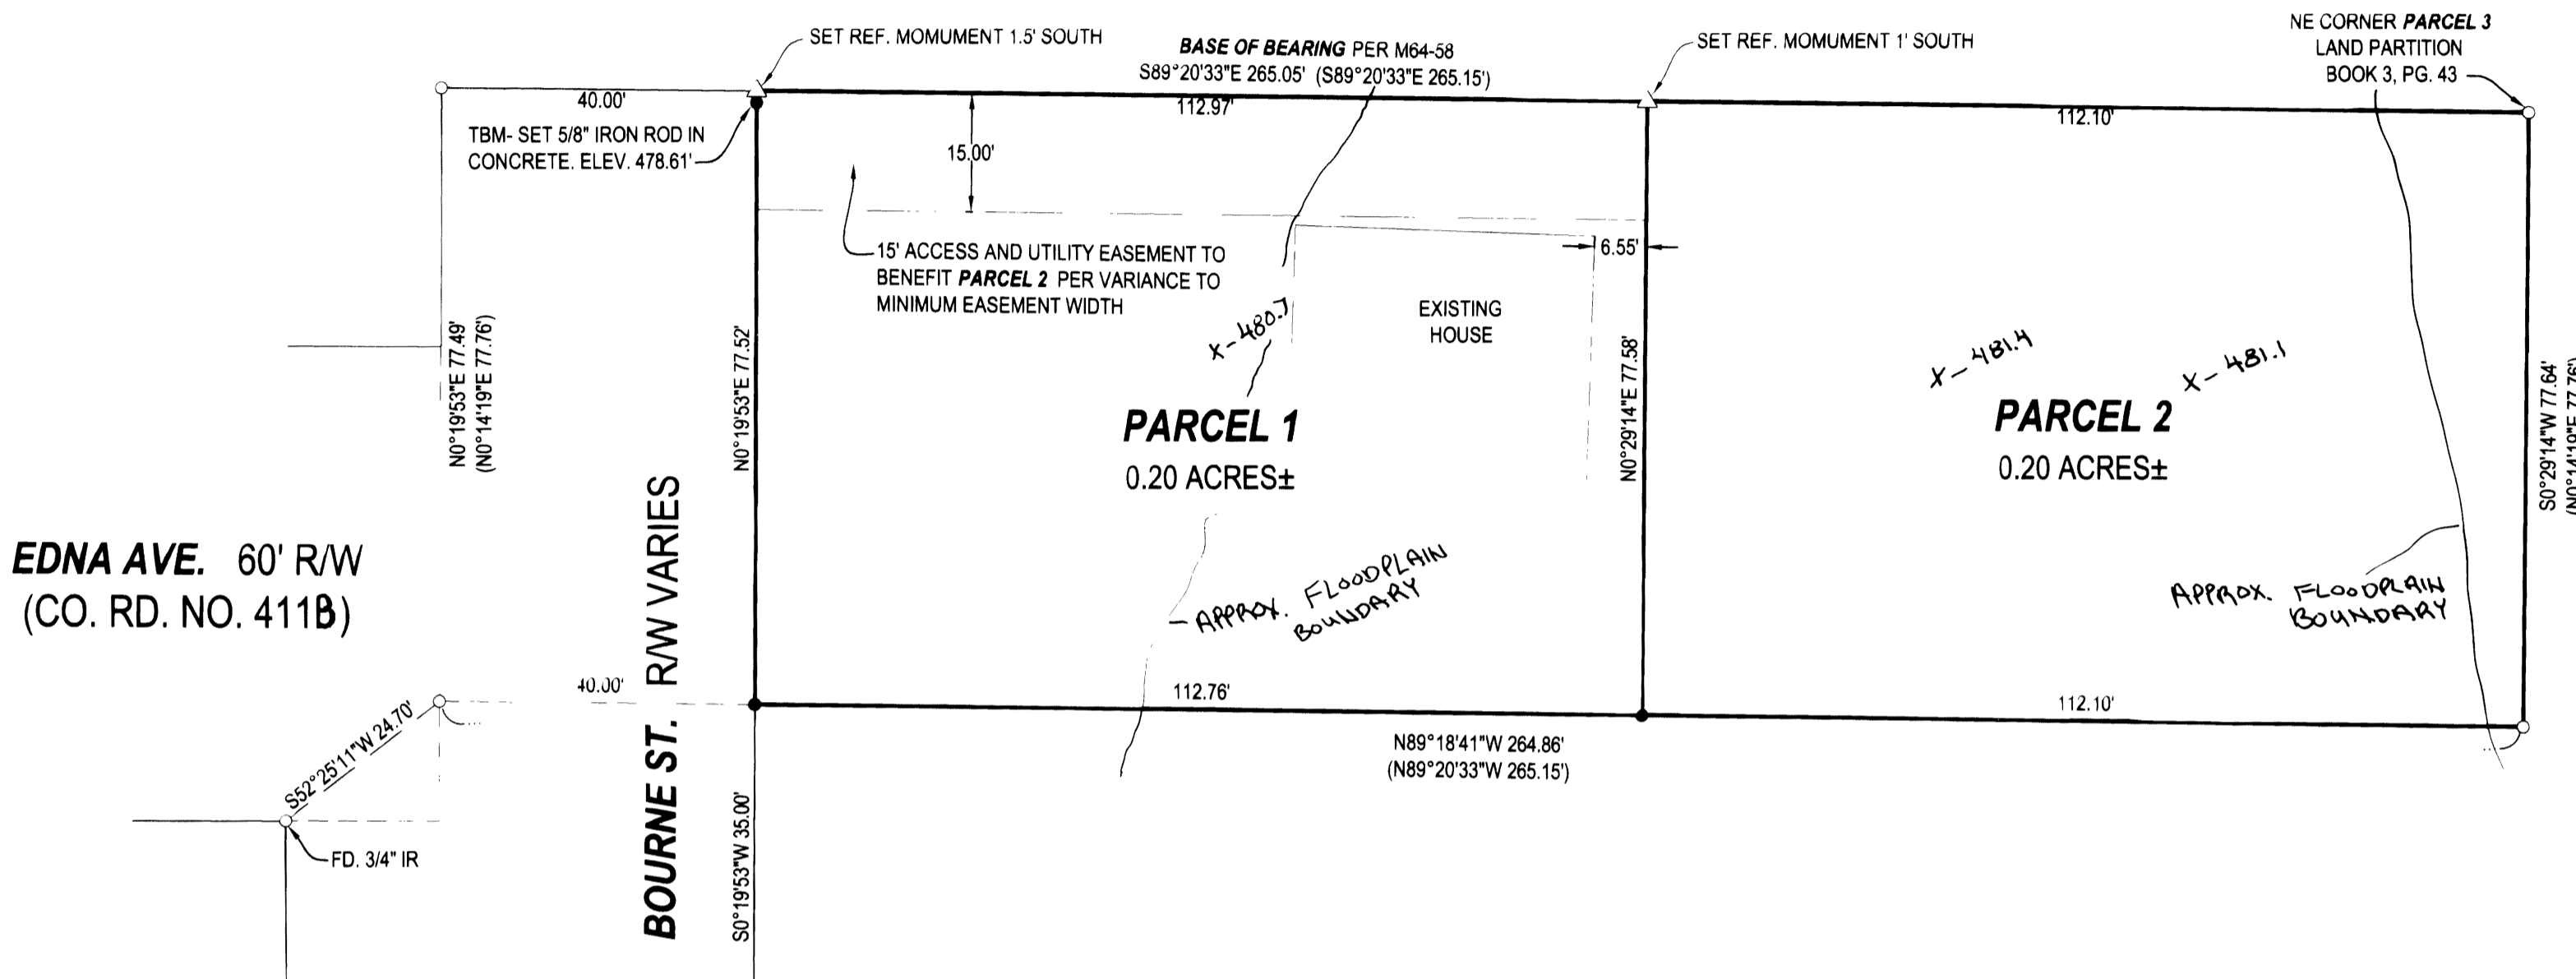 SET REF. MOMUMENT 1.5' SOUTH
BASE OF BEARING PER M64-58
S89°20'33"E 265.05' (S89°20'33"E 265.15')
SET REF. MOMUMENT 1' SOUTH
NE CORNER PARCEL 3
LAND PARTITION
BOOK 3, PG. 43
40.00'
112.97'
112.10'
TBM- SET 5/8" IRON ROD IN
CONCRETE. ELEV. 478.61'
15.00'
15' ACCESS AND UTILITY EASEMENT TO
BENEFIT PARCEL 2 PER VARIANCE TO
MINIMUM EASEMENT WIDTH
6.55'
EXISTING
HOUSE
X-480.7
X-481.4
X-481.1
N0°19'53"E 77.49'
(N0°14'19"E 77.76')
N0°19'53"E 77.52'
N0°29'14"E 77.58'
S0°29'14"W 77.64'
(N0°14'19"E 77.76')
PARCEL 1
0.20 ACRES±
PARCEL 2
0.20 ACRES±
EDNA AVE. 60' R/W
(CO. RD. NO. 411B)
BOURNE ST. R/W VARIES
- APPROX. FLOODPLAIN
BOUNDARY
APPROX. FLOODPLAIN
BOUNDARY
40.00'
112.76'
112.10'
N89°18'41"W 264.86'
(N89°20'33"W 265.15')
S52°25'11"W 24.70'
S0°19'53"W 35.00'
FD. 3/4" IR